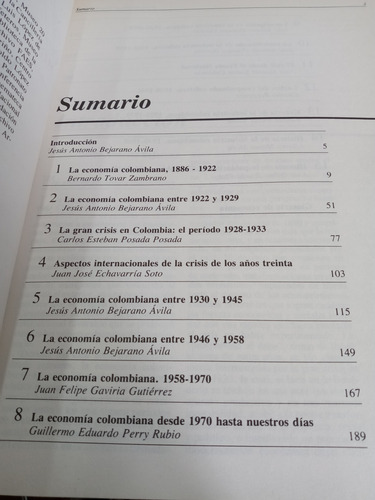 Sumario
Sumario
Introducción
Jesús Antonio Bejarano Ávila 5
1 La economía colombiana, 1886 - 1922
Bernardo Tovar Zambrano 9
2 La economía colombiana entre 1922 y 1929
Jesús Antonio Bejarano Ávila 51
3 La gran crisis en Colombia: el período 1928-1933
Carlos Esteban Posada Posada 77
4 Aspectos internacionales de la crisis de los años treinta
Juan José Echavarría Soto 103
5 La economía colombiana entre 1930 y 1945
Jesús Antonio Bejarano Ávila 115
6 La economía colombiana entre 1946 y 1958
Jesús Antonio Bejarano Ávila 149
7 La economía colombiana. 1958-1970
Juan Felipe Gaviria Gutiérrez 167
8 La economía colombiana desde 1970 hasta nuestros días
Guillermo Eduardo Perry Rubio 189